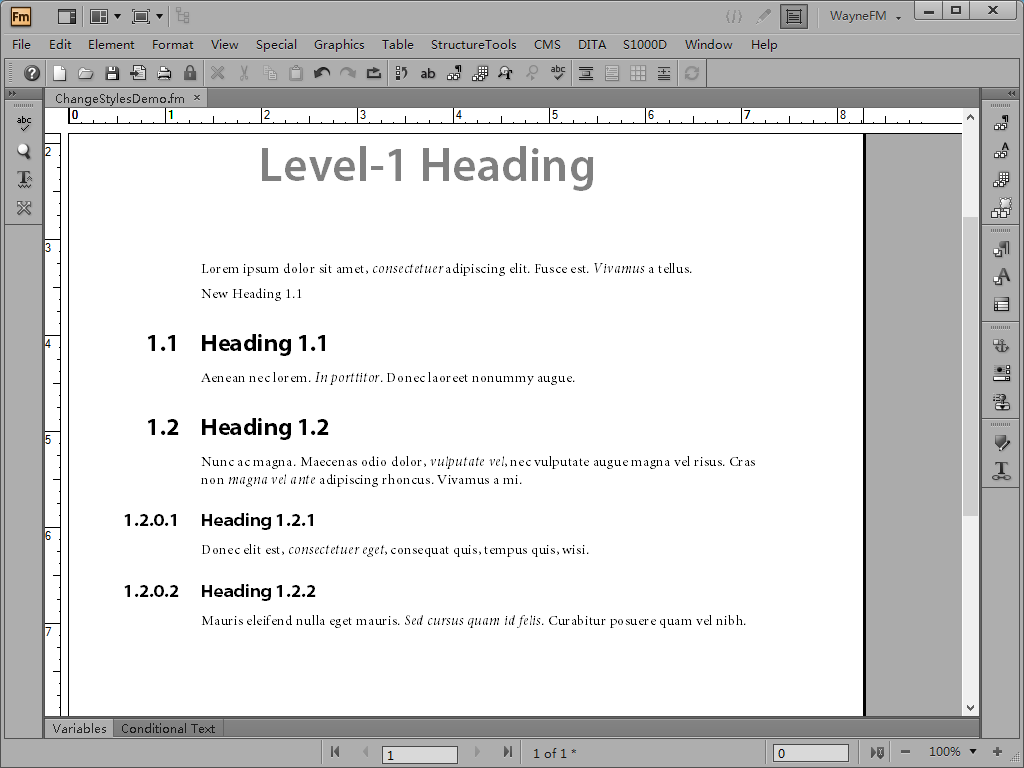 Fm
WayneFM
File Edit Element Format View Special Graphics Table StructureTools CMS DITA S1000D Window Help
ab abc
ChangeStylesDemo.fm ×
abc
0 1 2 3 4 5 6 7 8
2
Level-1 Heading
3
Lorem ipsum dolor sit amet, consectetuer adipiscing elit. Fusce est. Vivamus a tellus.
New Heading 1.1
4
1.1 Heading 1.1
Aenean nec lorem. In porttitor. Donec laoreet nonummy augue.
1.2 Heading 1.2
5
Nunc ac magna. Maecenas odio dolor, vulputate vel, nec vulputate augue magna vel risus. Cras
non magna vel ante adipiscing rhoncus. Vivamus a mi.
1.2.0.1 Heading 1.2.1
6
Donec elit est, consectetuer eget, consequat quis, tempus quis, wisi.
1.2.0.2 Heading 1.2.2
Mauris eleifend nulla eget mauris. Sed cursus quam id felis. Curabitur posuere quam vel nibh.
7
Variables Conditional Text
1 1 of 1 * 0 100%